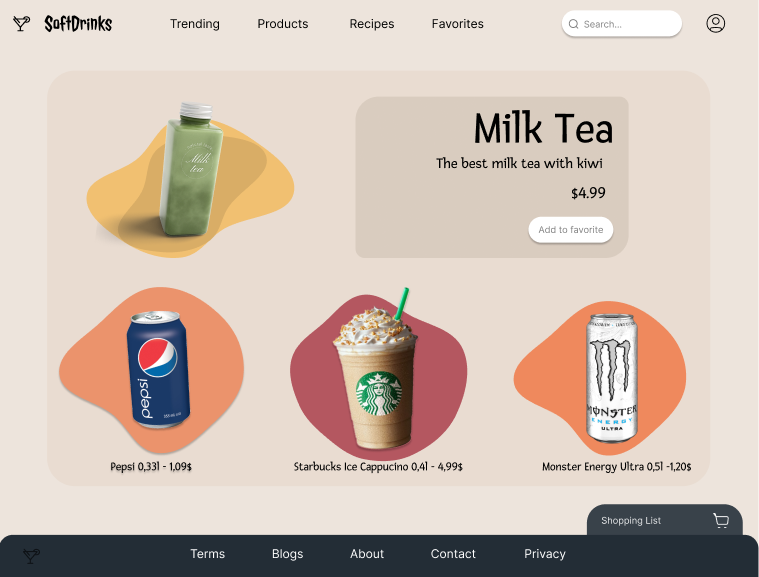 SoftDrinks
Trending
Products
Recipes
Favorites
Search...
Milk
tea
Milk Tea
The best milk tea with kiwi
$4.99
Add to favorite
pepsi
STARBUCKS
MONSTER
ENERGY
ULTRA
Pepsi 0,33l - 1,09$
Starbucks Ice Cappucino 0,4l - 4,99$
Monster Energy Ultra 0,5l -1,20$
Shopping List
Terms
Blogs
About
Contact
Privacy